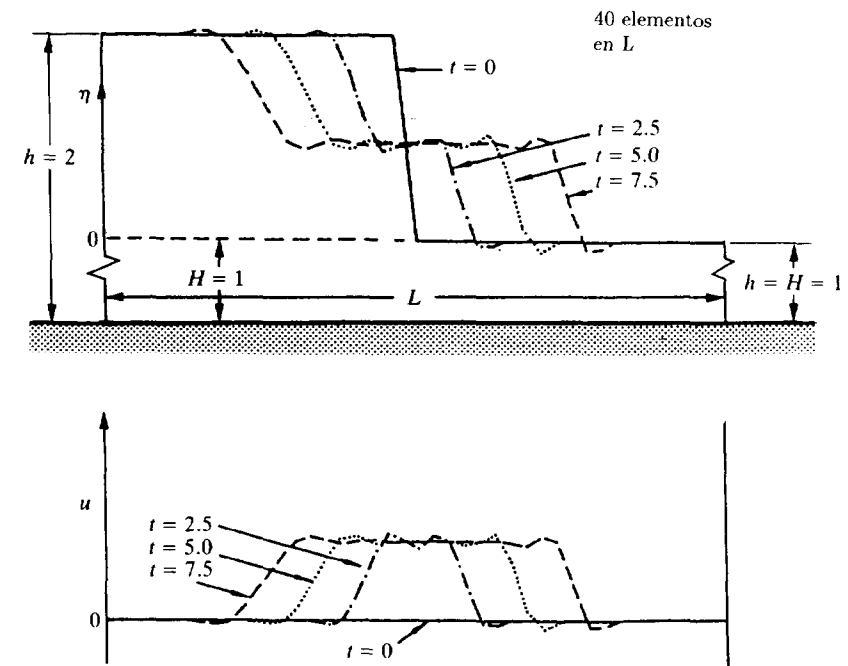 40 elementos
en L
t = 0
η
t = 2.5
t = 5.0
t = 7.5
h = 2
0
H = 1
L
h = H = 1
u
t = 2.5
t = 5.0
t = 7.5
0
t = 0